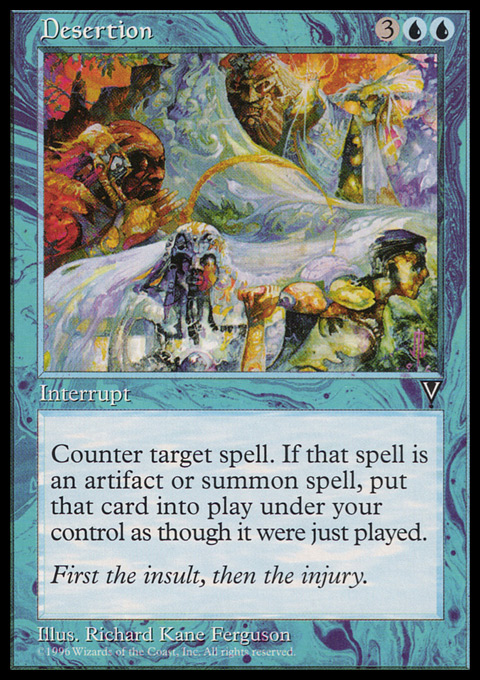 Desertion 3
Interrupt V
Counter target spell. If that spell is
an artifact or summon spell, put
that card into play under your
control as though it were just played.
First the insult, then the injury.
Illus. Richard Kane Ferguson
©1996 Wizards of the Coast, Inc. All rights reserved.